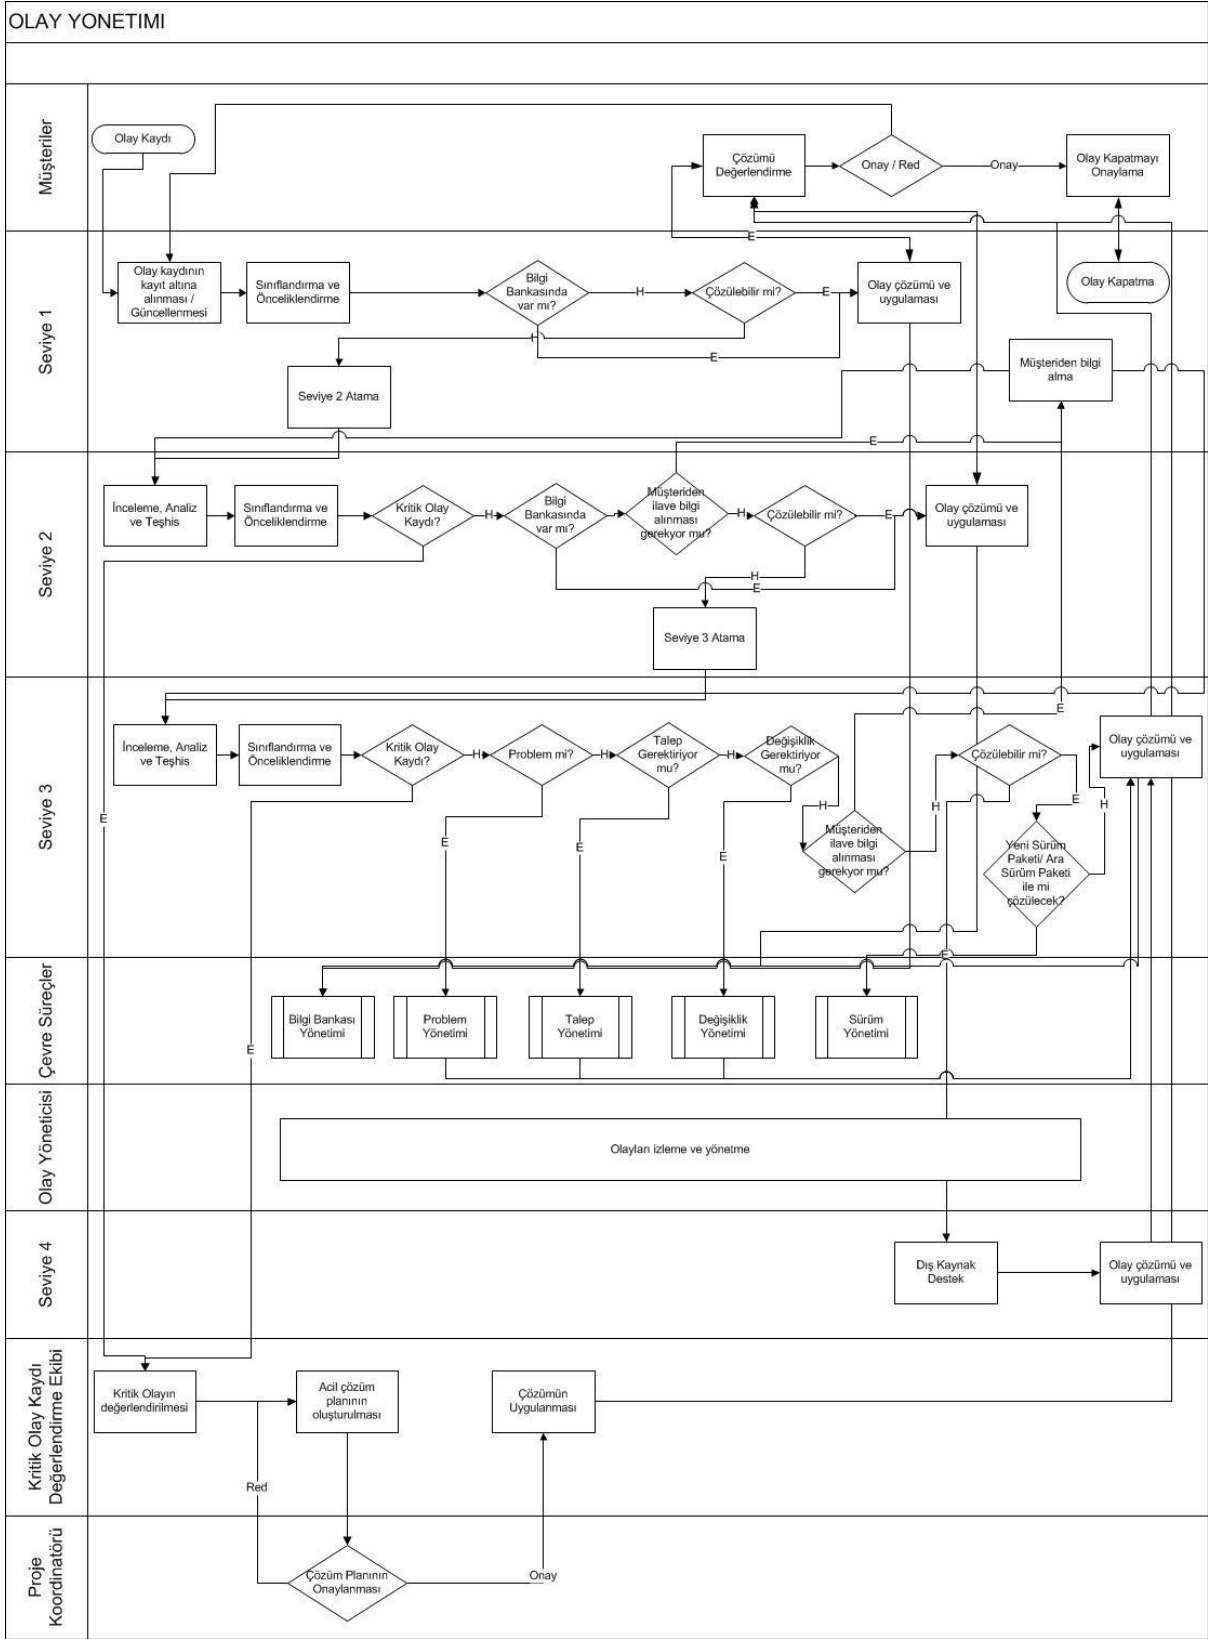 OLAY YONETIMI
Müşteriler
Olay Kaydı
Çözümü
Değerlendirme
Onay / Red
Onay
Olay Kapatmayı
Onaylama
E
Seviye 1
Olay kaydının
kayıt altına
alınması /
Güncellenmesi
Sınıflandırma ve
Önceliklendirme
Bilgi
Bankasında
var mı?
H
Çözülebilir mi?
E
Olay çözümü ve
uygulaması
Olay Kapatma
H
E
Seviye 2 Atama
Müşteriden bilgi
alma
E
Seviye 2
İnceleme, Analiz
ve Teşhis
Sınıflandırma ve
Önceliklendirme
Kritik Olay
Kaydı?
H
Bilgi
Bankasında
var mı?
Müşteriden
ilave bilgi
alınması
gerekyor mu?
H
Çözülebilir mi?
E
Olay çözümü ve
uygulaması
H
E
Seviye 3 Atama
Seviye 3
İnceleme, Analiz
ve Teşhis
Sınıflandırma ve
Önceliklendirme
Kritik Olay
Kaydı?
H
Problem mi?
H
Talep
Gerektiriyor
mu?
H
Değişiklik
Gerektiriyor
mu?
H
Müşteriden
ilave bilgi
alınması
gerekyor mu?
E
H
Çözülebilir mi?
E
Yeni Sürüm
Paketi/ Ara
Sürüm Paketi
ile mi
çözülecek?
H
Olay çözümü ve
uygulaması
E
E
E
E
E
E
E
Çevre Süreçler
Bilgi Bankası
Yönetimi
Problem
Yönetimi
Talep
Yönetimi
Değişiklik
Yönetimi
Sürüm
Yönetimi
Olay Yöneticisi
Olayları izleme ve yönetme
Seviye 4
Dış Kaynak
Destek
Olay çözümü ve
uygulaması
Kritik Olay Kaydı
Değerlendirme Ekibi
Kritik Olayın
değerlendirilmesi
Acil çözüm
planının
oluşturulması
Çözümün
Uygulanması
Red
Proje
Koordinatörü
Çözüm Planının
Onaylanması
Onay